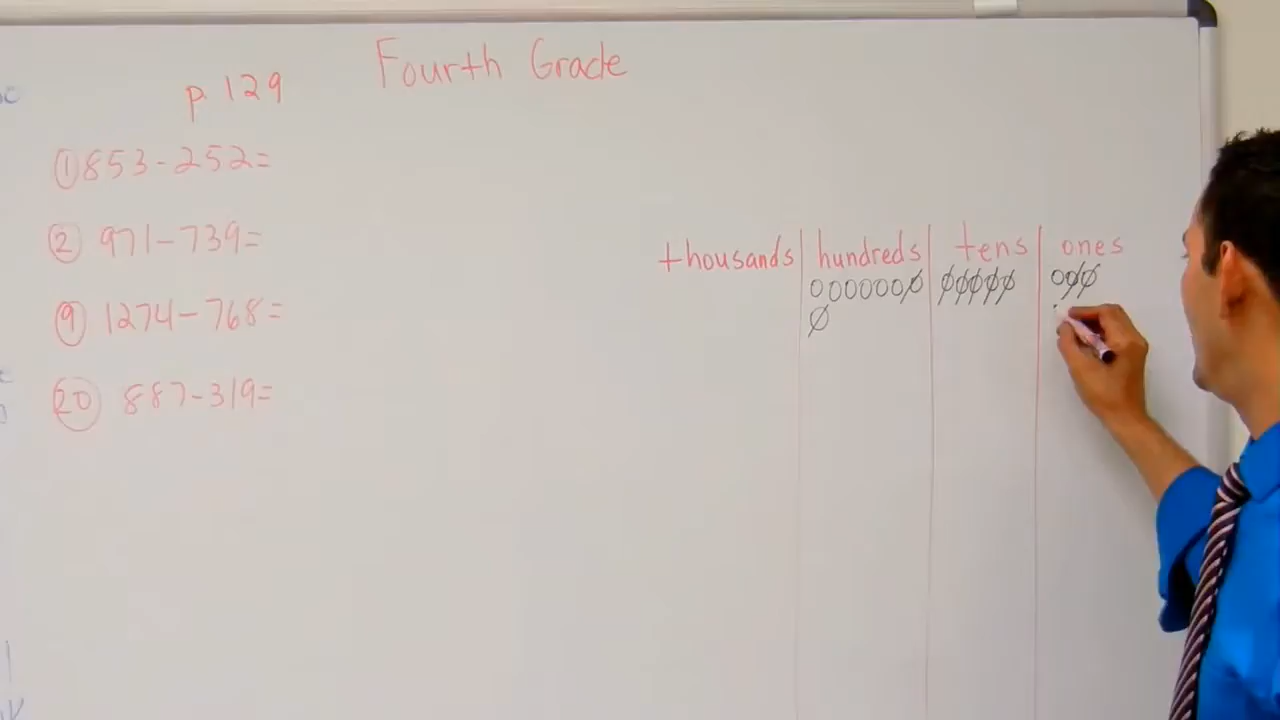 Fourth Grade
p. 129
① 853-252=
② 971-739=
⑨ 1274-768=
⑳ 887-319=
thousands hundreds tens ones